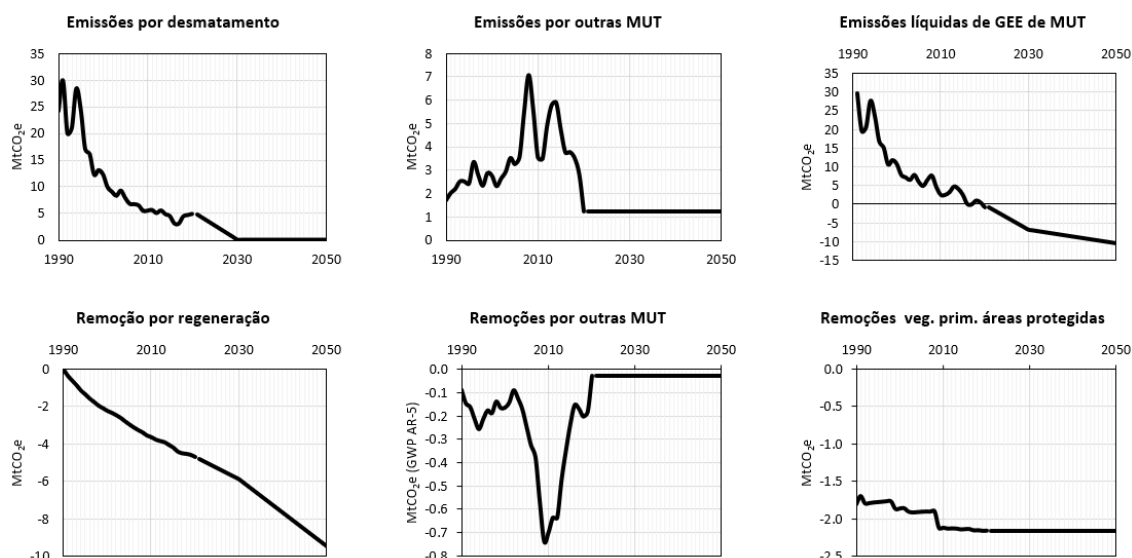 Emissões por desmatamento
35
30
25
20
15
10
5
0
MtCO₂e
1990 2010 2030 2050
Emissões por outras MUT
8
7
6
5
4
3
2
1
0
MtCO₂e
1990 2010 2030 2050
Emissões líquidas de GEE de MUT
1990 2010 2030 2050
35
30
25
20
15
10
5
0
-5
-10
-15
MtCO₂e
Remoção por regeneração
1990 2010 2030 2050
0
-2
-4
-6
-8
-10
MtCO₂e
Remoções por outras MUT
1990 2010 2030 2050
0.0
-0.1
-0.2
-0.3
-0.4
-0.5
-0.6
-0.7
-0.8
MtCO₂e (GWP AR-5)
Remoções veg. prim. áreas protegidas
1990 2010 2030 2050
0.0
-0.5
-1.0
-1.5
-2.0
-2.5
MtCO₂e